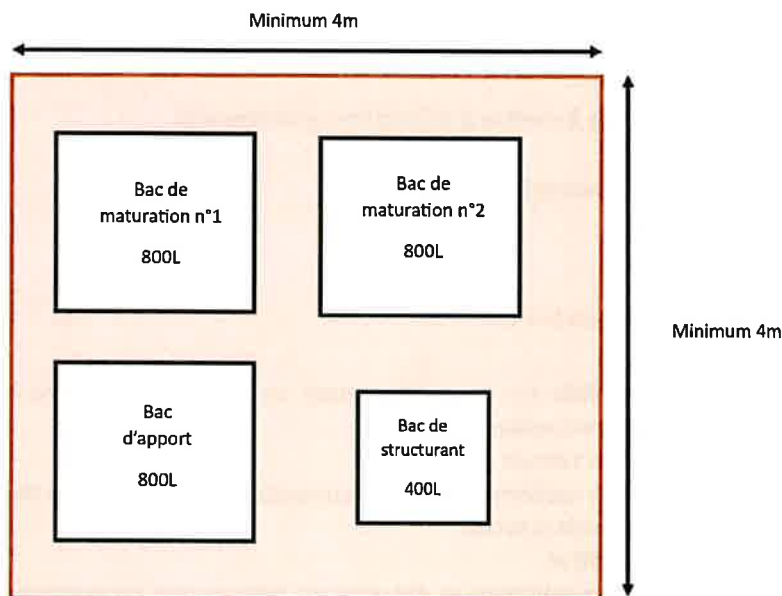 Minimum 4m
Bac de
maturation n°1
800L
Bac de
maturation n°2
800L
Minimum 4m
Bac
d'apport
800L
Bac de
structurant
400L